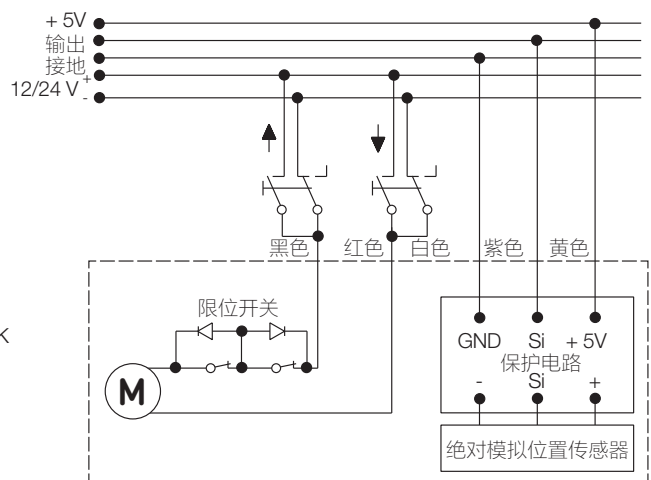 + 5V
输出
接地
12/24 V + -
黑色 红色 白色 紫色 黄色
限位开关
K
GND Si + 5V
保护电路
- Si +
M
绝对模拟位置传感器